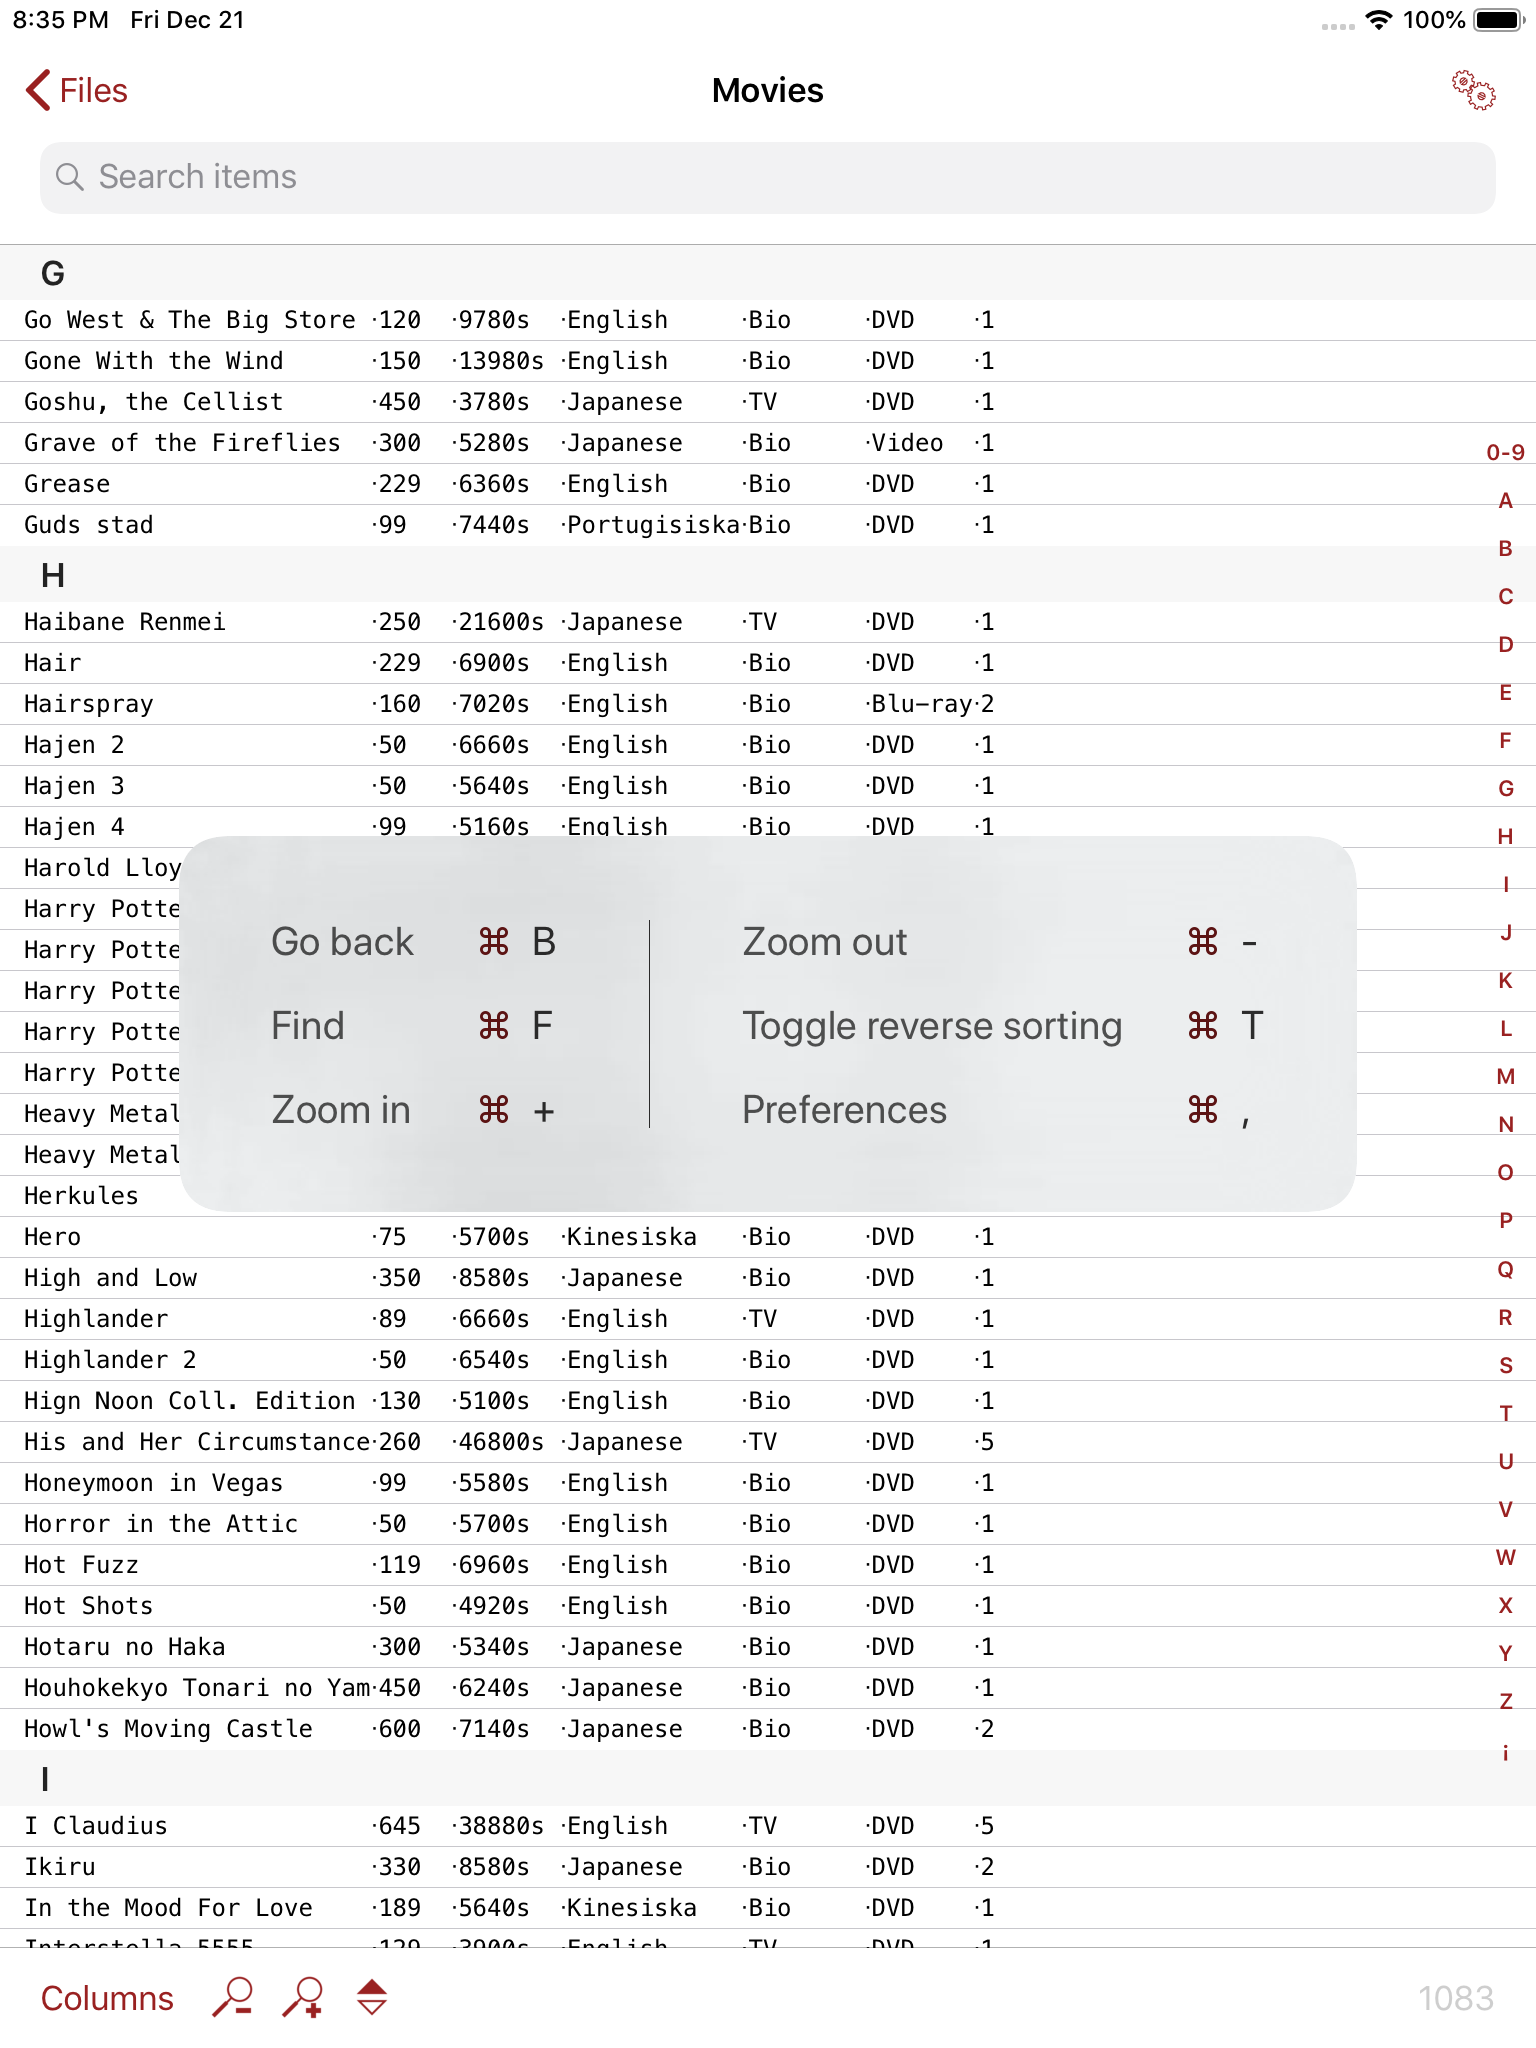 8:35 PM Fri Dec 21 100%
Files Movies
Search items
G
Go West & The Big Store ·120 ·9780s ·English ·Bio ·DVD ·1
Gone With the Wind ·150 ·13980s ·English ·Bio ·DVD ·1
Goshu, the Cellist ·450 ·3780s ·Japanese ·TV ·DVD ·1
Grave of the Fireflies ·300 ·5280s ·Japanese ·Bio ·Video ·1
Grease ·229 ·6360s ·English ·Bio ·DVD ·1
Guds stad ·99 ·7440s ·Portugisiska·Bio ·DVD ·1
H
Haibane Renmei ·250 ·21600s ·Japanese ·TV ·DVD ·1
Hair ·229 ·6900s ·English ·Bio ·DVD ·1
Hairspray ·160 ·7020s ·English ·Bio ·Blu-ray·2
Hajen 2 ·50 ·6660s ·English ·Bio ·DVD ·1
Hajen 3 ·50 ·5640s ·English ·Bio ·DVD ·1
Hajen 4 ·99 ·5160s ·English ·Bio ·DVD ·1
Harold Lloy
Harry Potte
Harry Potte
Harry Potte
Harry Potte
Harry Potte
Heavy Metal
Heavy Metal
Herkules
Go back ⌘ B
Find ⌘ F
Zoom in ⌘ +
Zoom out ⌘ -
Toggle reverse sorting ⌘ T
Preferences ⌘ ,
Hero ·75 ·5700s ·Kinesiska ·Bio ·DVD ·1
High and Low ·350 ·8580s ·Japanese ·Bio ·DVD ·1
Highlander ·89 ·6660s ·English ·TV ·DVD ·1
Highlander 2 ·50 ·6540s ·English ·Bio ·DVD ·1
Hign Noon Coll. Edition ·130 ·5100s ·English ·Bio ·DVD ·1
His and Her Circumstance·260 ·46800s ·Japanese ·TV ·DVD ·5
Honeymoon in Vegas ·99 ·5580s ·English ·Bio ·DVD ·1
Horror in the Attic ·50 ·5700s ·English ·Bio ·DVD ·1
Hot Fuzz ·119 ·6960s ·English ·Bio ·DVD ·1
Hot Shots ·50 ·4920s ·English ·Bio ·DVD ·1
Hotaru no Haka ·300 ·5340s ·Japanese ·Bio ·DVD ·1
Houhokekyo Tonari no Yam·450 ·6240s ·Japanese ·Bio ·DVD ·1
Howl's Moving Castle ·600 ·7140s ·Japanese ·Bio ·DVD ·2
I
I Claudius ·645 ·38880s ·English ·TV ·DVD ·5
Ikiru ·330 ·8580s ·Japanese ·Bio ·DVD ·2
In the Mood For Love ·189 ·5640s ·Kinesiska ·Bio ·DVD ·1
Interstella 5555 ·129 ·3900s ·English ·TV ·DVD ·1
0-9
A
B
C
D
E
F
G
H
I
J
K
L
M
N
O
P
Q
R
S
T
U
V
W
X
Y
Z
¡
Columns 1083